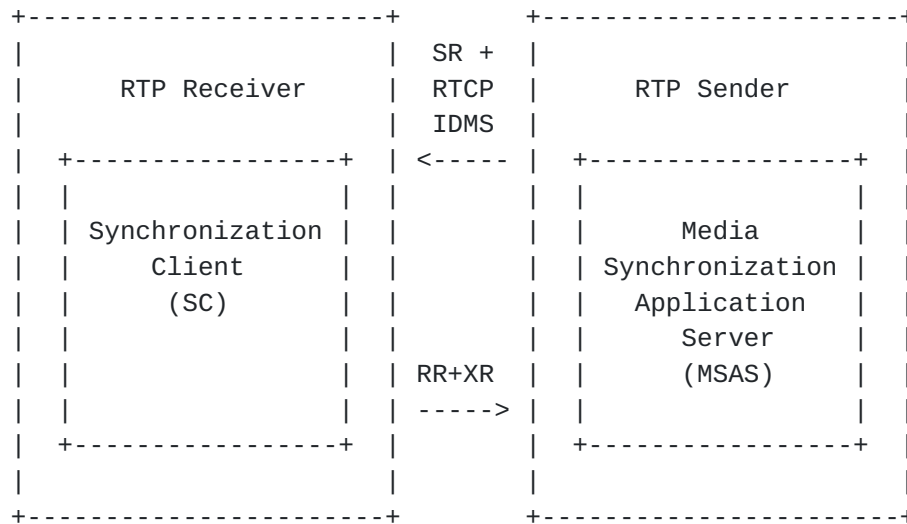 SR +
RTP Receiver RTCP RTP Sender
IDMS
<-----
Synchronization Media
Client Synchronization
(SC) Application
Server
RR+XR (MSAS)
----->